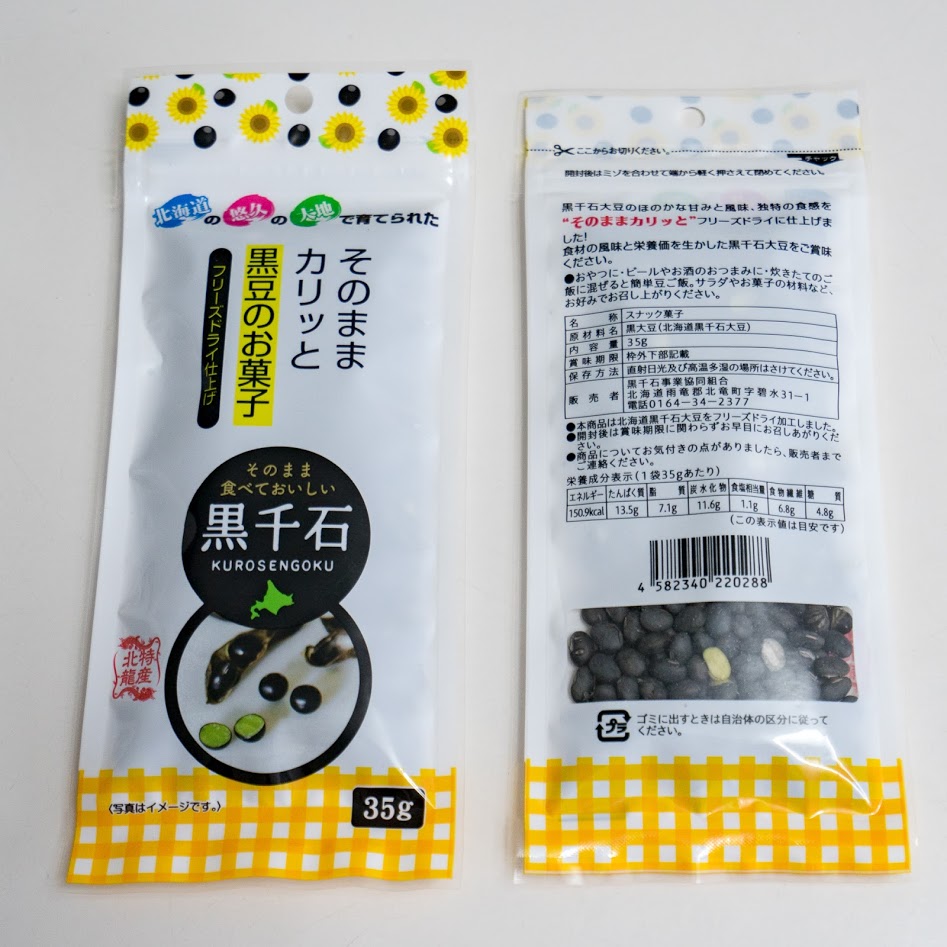 北海道の悠久の大地で育てられた
そのまま
カリッと
黒豆のお菓子
フリーズドライ仕上げ
そのまま
食べておいしい
黒千石
KUROSENGOKU
特産
北龍
〈写真はイメージです。〉
35g
ここからお切りください。
チャック
開封後はミゾを合わせて端から軽く押さえて閉めてください。
黒千石大豆のほのかな甘みと風味、独特の食感を
"そのままカリッと"フリーズドライに仕上げま
した!
食材の風味と栄養価を生かした黒千石大豆をご賞味
ください。
●おやつに・ビールやお酒のおつまみに・炊きたてのご
飯に混ぜると簡単豆ご飯。サラダやお菓子の材料など、
お好みでお召し上がりください。
名称 スナック菓子
原材料名 黒大豆(北海道黒千石大豆)
内容量 35g
賞味期限 枠外下部記載
保存方法 直射日光及び高温多湿の場所はさけてください。
販売者 黒千石事業協同組合
北海道雨竜郡北竜町字碧水31−1
電話0164−34−2377
●本商品は北海道黒千石大豆をフリーズドライ加工しました。
●開封後は賞味期限に関わらずお早目にお召しあがりくだ
さい。
●商品についてお気付きの点がありましたら、販売者まで
ご連絡ください。
栄養成分表示(1袋35gあたり)
エネルギー たんぱく質 脂質 炭水化物 食塩相当量 食物繊維 糖質
150.9kcal 13.5g 7.1g 11.6g 1.1g 6.8g 4.8g
(この表示値は目安です)
4 582340 220288
プラ
ゴミに出すときは自治体の区分に従って
ください。